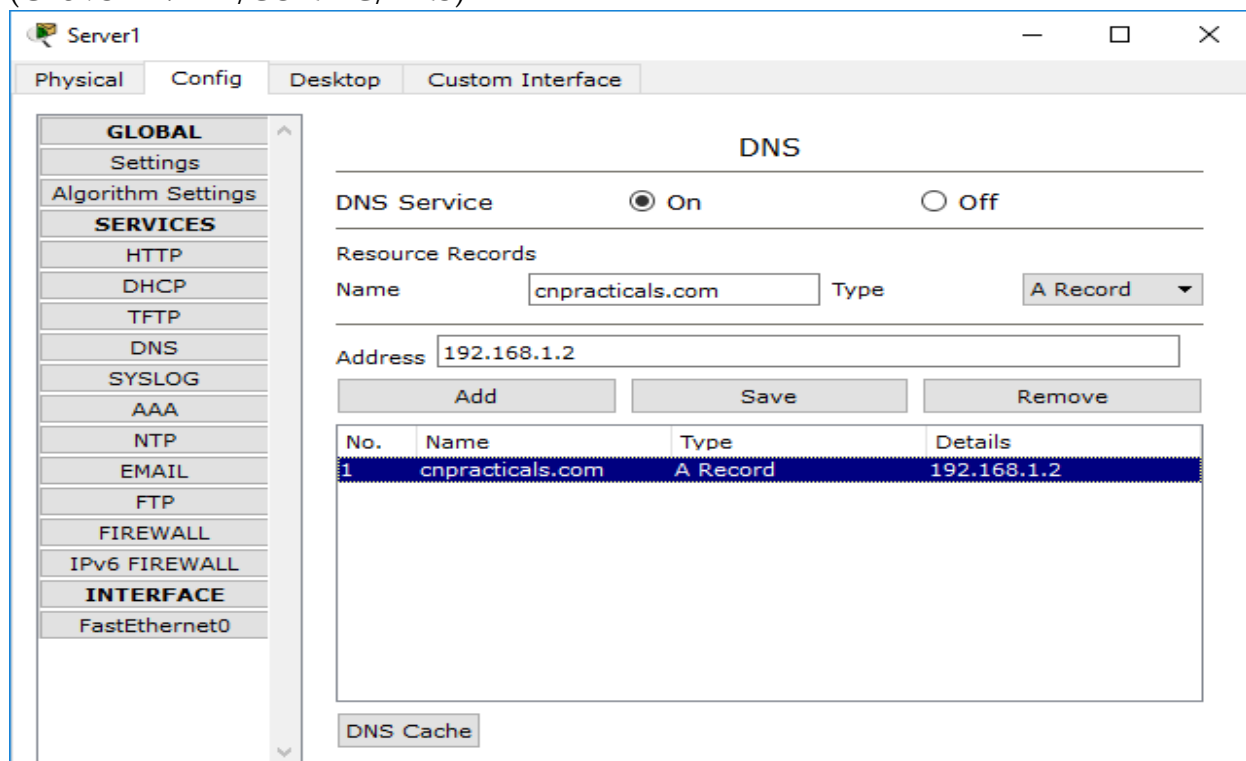 Server1
Physical Config Desktop Custom Interface
GLOBAL
Settings
Algorithm Settings
SERVICES
HTTP
DHCP
TFTP
DNS
SYSLOG
AAA
NTP
EMAIL
FTP
FIREWALL
IPv6 FIREWALL
INTERFACE
FastEthernet0
DNS
DNS Service On Off
Resource Records
Name cnpracticals.com Type A Record
Address 192.168.1.2
Add Save Remove
No. Name Type Details
1 cnpracticals.com A Record 192.168.1.2
DNS Cache